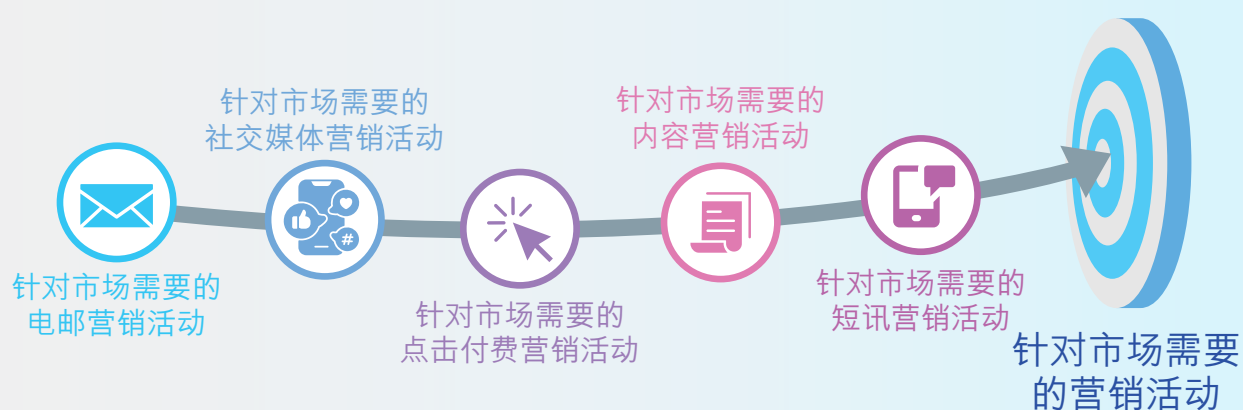 针对市场需要的
电邮营销活动
针对市场需要的
社交媒体营销活动
针对市场需要的
点击付费营销活动
针对市场需要的
内容营销活动
针对市场需要的
短讯营销活动
针对市场需要
的营销活动
#